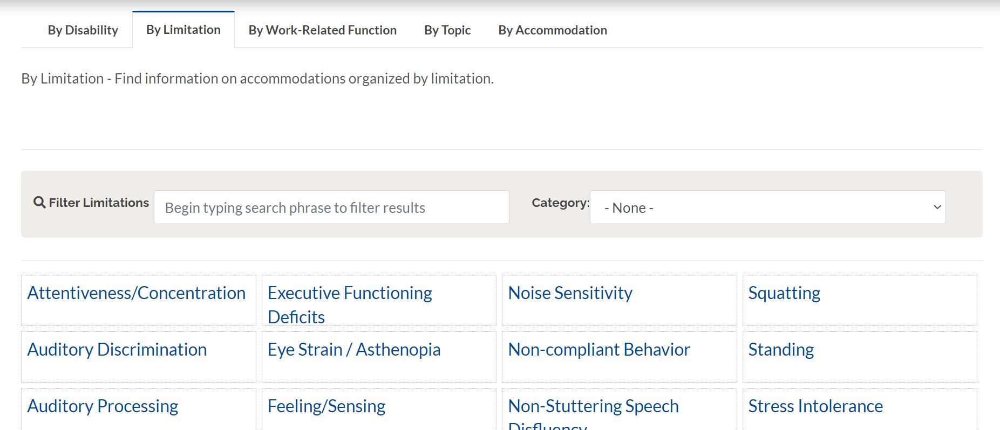 By Disability
By Limitation
By Work-Related Function
By Topic
By Accommodation
By Limitation - Find information on accommodations organized by limitation.
Filter Limitations
Begin typing search phrase to filter results
Category:
- None -
Attentiveness/Concentration
Executive Functioning
Deficits
Noise Sensitivity
Squatting
Auditory Discrimination
Eye Strain / Asthenopia
Non-compliant Behavior
Standing
Auditory Processing
Feeling/Sensing
Non-Stuttering Speech
Disfluency
Stress Intolerance